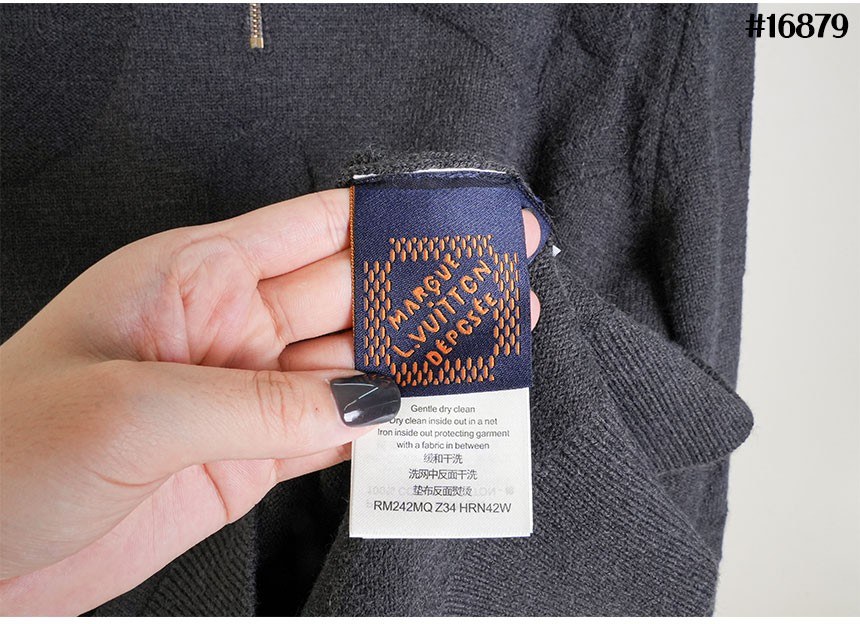 #16879
MARQUE
L.VUITTON
DÉPOSÉE
Gentle dry clean
Dry clean inside out in a net
Iron inside out protecting garment
with a fabric in between
缓和干洗
洗网中反面干洗
垫布反面熨烫
RM242MQ Z34 HRN42W